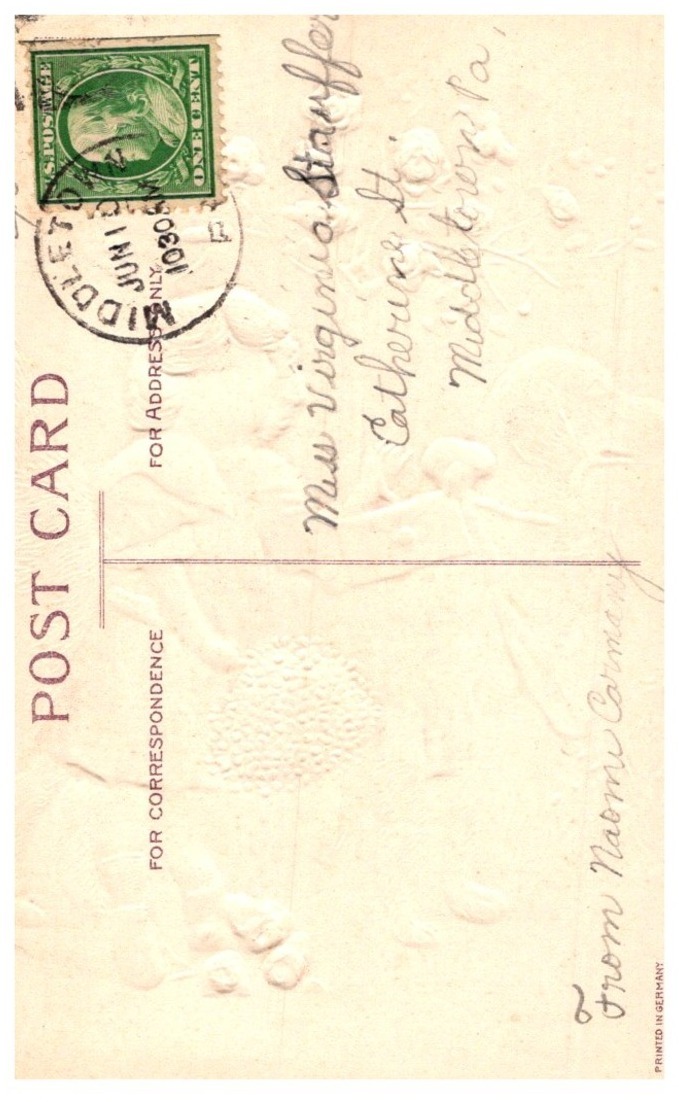 POST CARD
U.S. POSTAGE
ONE CENT
MIDDLETOWN
JUN 1
1030AM
FOR CORRESPONDENCE
FOR ADDRESS ONLY
Miss Virginia Stauffer
Catherine St.
Middletown Pa,
From Naomi Carmany
PRINTED IN GERMANY